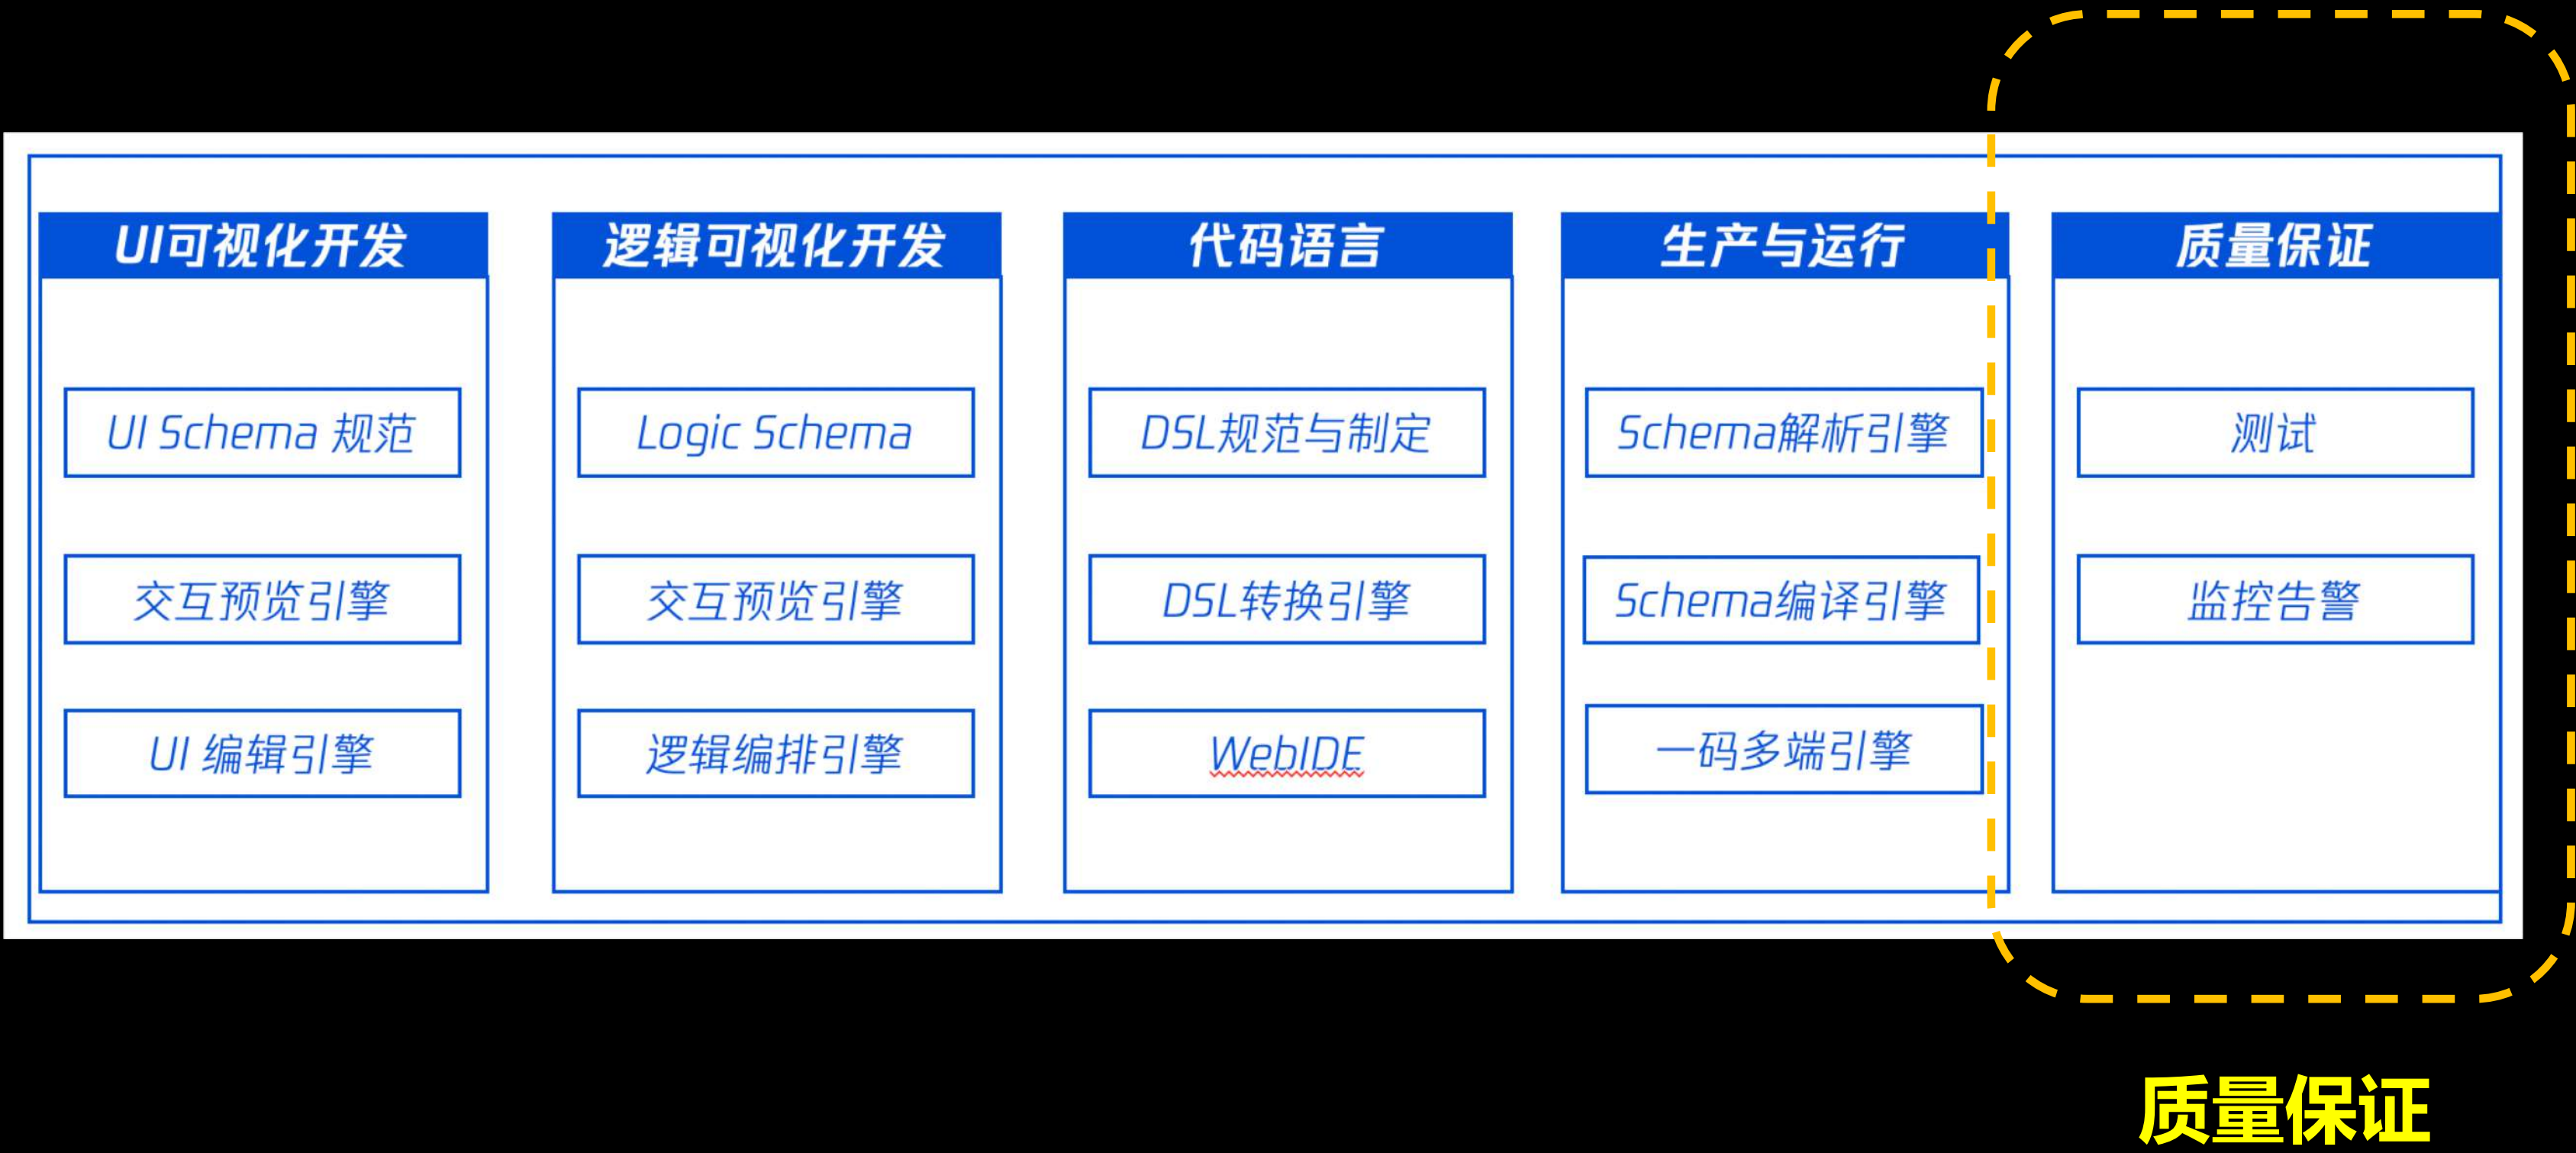 UI可视化开发
UI Schema 规范
交互预览引擎
UI 编辑引擎
逻辑可视化开发
Logic Schema
交互预览引擎
逻辑编排引擎
代码语言
DSL规范与制定
DSL转换引擎
WebIDE
生产与运行
Schema解析引擎
Schema编译引擎
一码多端引擎
质量保证
测试
监控告警
质量保证